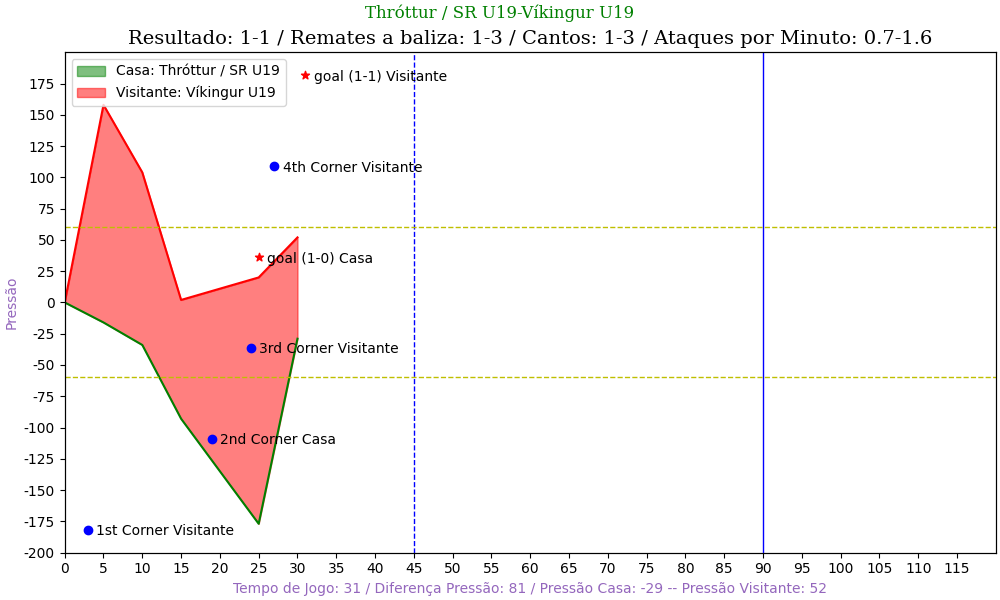 Thróttur / SR U19-Víkingur U19
Resultado: 1-1 / Remates a baliza: 1-3 / Cantos: 1-3 / Ataques por Minuto: 0.7-1.6
Casa: Thróttur / SR U19
Visitante: Víkingur U19
goal (1-1) Visitante
4th Corner Visitante
goal (1-0) Casa
3rd Corner Visitante
2nd Corner Casa
1st Corner Visitante
Pressão
175
150
125
100
75
50
25
0
-25
-50
-75
-100
-125
-150
-175
-200
0 5 10 15 20 25 30 35 40 45 50 55 60 65 70 75 80 85 90 95 100 105 110 115
Tempo de Jogo: 31 / Diferença Pressão: 81 / Pressão Casa: -29 -- Pressão Visitante: 52